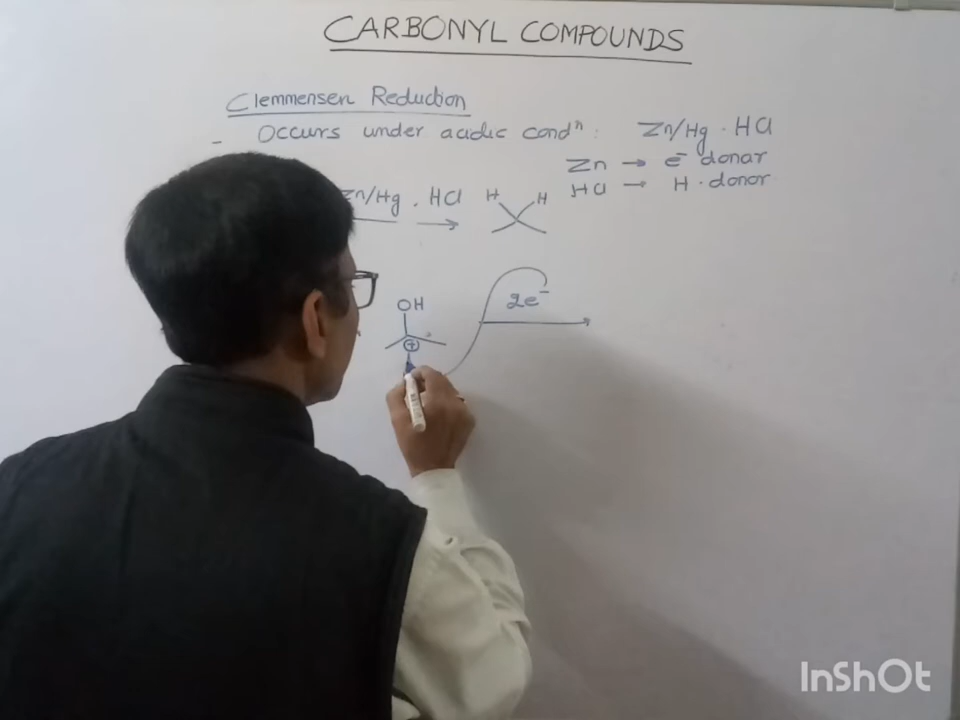 CARBONYL COMPOUNDS
Clemmensen Reduction
- Occurs under acidic condⁿ : Zn/Hg . HCl
Zn → e⁻ donar
HCl → H . donor
Zn/Hg . HCl →
H H
OH
⊕
2e⁻
InShOt